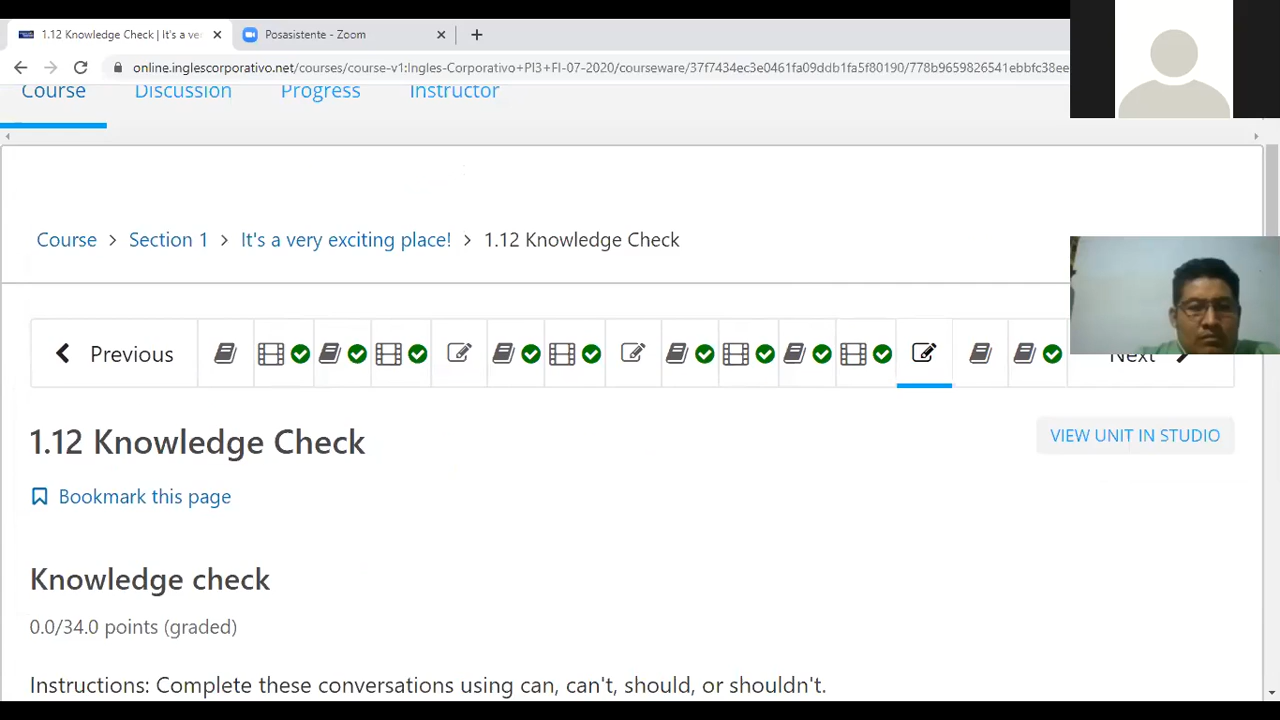 1.12 Knowledge Check | It's a ve
Posasistente - Zoom
online.inglescorporativo.net/courses/course-v1:Ingles-Corporativo+PI3+FI-07-2020/courseware/37f7434ec3e0461fa09ddb1fa5f80190/778b9659826541ebbfc38ee
Course Discussion Progress Instructor
Course > Section 1 > It's a very exciting place! > 1.12 Knowledge Check
Previous Next
1.12 Knowledge Check
VIEW UNIT IN STUDIO
Bookmark this page
Knowledge check
0.0/34.0 points (graded)
Instructions: Complete these conversations using can, can't, should, or shouldn't.